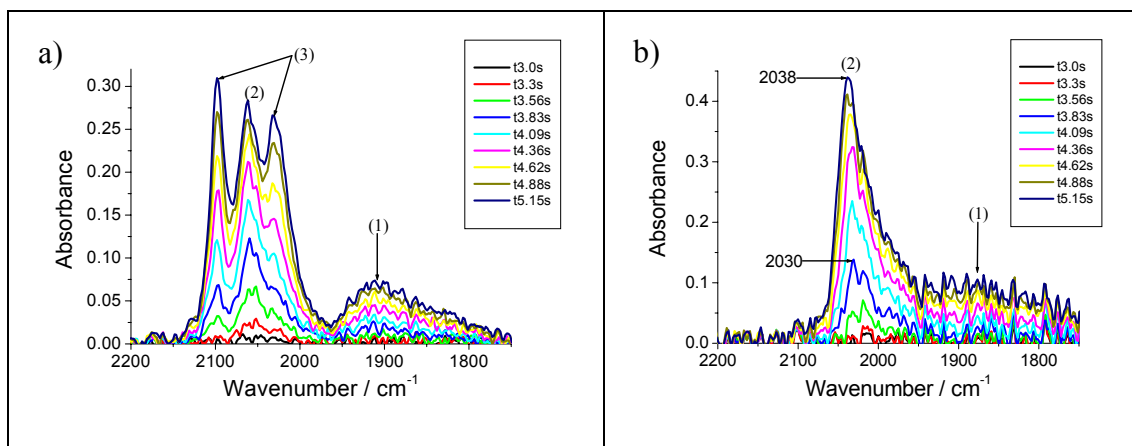 a)
(3)
(2)
(1)
t3.0s
t3.3s
t3.56s
t3.83s
t4.09s
t4.36s
t4.62s
t4.88s
t5.15s
Absorbance
0.30
0.25
0.20
0.15
0.10
0.05
0.00
2200 2100 2000 1900 1800
Wavenumber / cm⁻¹
b)
2038
(2)
2030
(1)
t3.0s
t3.3s
t3.56s
t3.83s
t4.09s
t4.36s
t4.62s
t4.88s
t5.15s
Absorbance
0.4
0.3
0.2
0.1
0.0
2200 2100 2000 1900 1800
Wavenumber / cm⁻¹